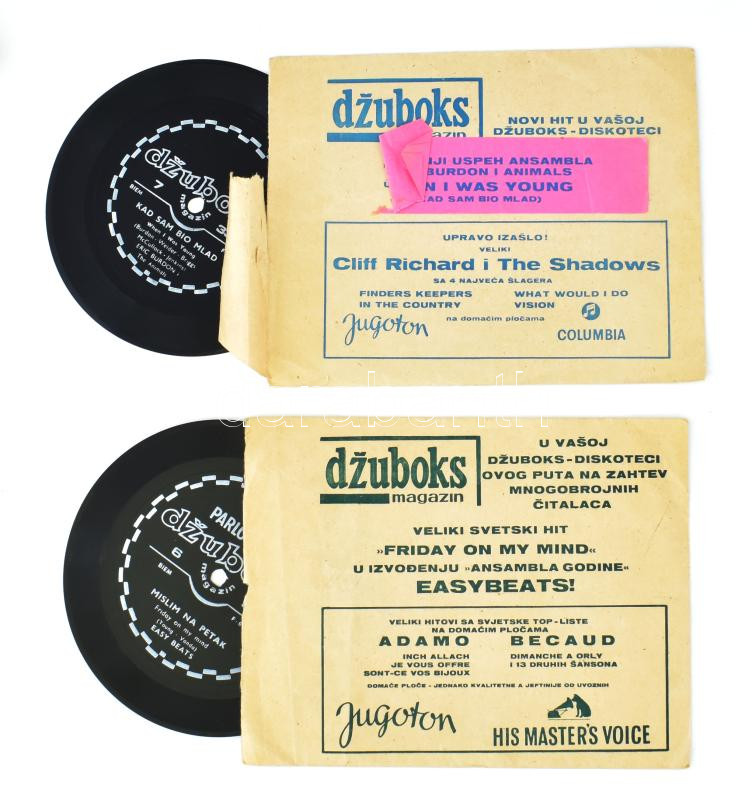 džuboks
magazin
NOVI HIT U VAŠOJ
DŽUBOKS-DISKOTECI
USPEH ANSAMBLA
BURDON I ANIMALS
I WAS YOUNG
SAM BIO MLAD)
UPRAVO IZAŠLO!
VELIKI
Cliff Richard i The Shadows
SA 4 NAJVEĆA ŠLAGERA
FINDERS KEEPERS
IN THE COUNTRY
WHAT WOULD I DO
VISION
na domaćim pločama
Jugoton
COLUMBIA
magazin
7
BIEM
KAD SAM BIO MLAD
When I Was Young
ERIC BURDON i
The Animals
džuboks
magazin
U VAŠOJ
DŽUBOKS-DISKOTECI
OVOG PUTA NA ZAHTEV
MNOGOBROJNIH
ČITALACA
VELIKI SVETSKI HIT
»FRIDAY ON MY MIND«
U IZVOĐENJU »ANSAMBLA GODINE«
EASYBEATS!
VELIKI HITOVI SA SVJETSKE TOP-LISTE
NA DOMAĆIM PLOČAMA
ADAMO
INCH ALLACH
JE VOUS OFFRE
SONT-CE VOS BIJOUX
BECAUD
DIMANCHE A ORLY
I 13 DRUHIH ŠANSONA
DOMAĆE PLOČE - JEDNAKO KVALITETNE A JEFTINIJE OD UVOZNIH
Jugoton
HIS MASTER'S VOICE
magazin
6
BIEM
MISLIM NA PETAK
Friday on my mind
(Young - Vanda)
EASY BEATS